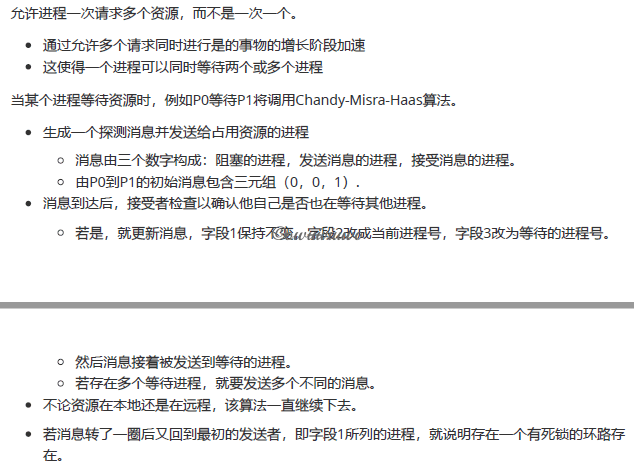 允许进程一次请求多个资源，而不是一次一个。
通过允许多个请求同时进行是的事物的增长阶段加速
这使得一个进程可以同时等待两个或多个进程
当某个进程等待资源时，例如P0等待P1将调用Chandy-Misra-Haas算法。
生成一个探测消息并发送给占用资源的进程
消息由三个数字构成：阻塞的进程，发送消息的进程，接受消息的进程。
由P0到P1的初始消息包含三元组（0，0，1）.
消息到达后，接受者检查以确认他自己是否也在等待其他进程。
若是，就更新消息，字段1保持不变，字段2改成当前进程号，字段3改为等待的进程号。
然后消息接着被发送到等待的进程。
若存在多个等待进程，就要发送多个不同的消息。
不论资源在本地还是在远程，该算法一直继续下去。
若消息转了一圈后又回到最初的发送者，即字段1所列的进程，就说明存在一个有死锁的环路存
在。